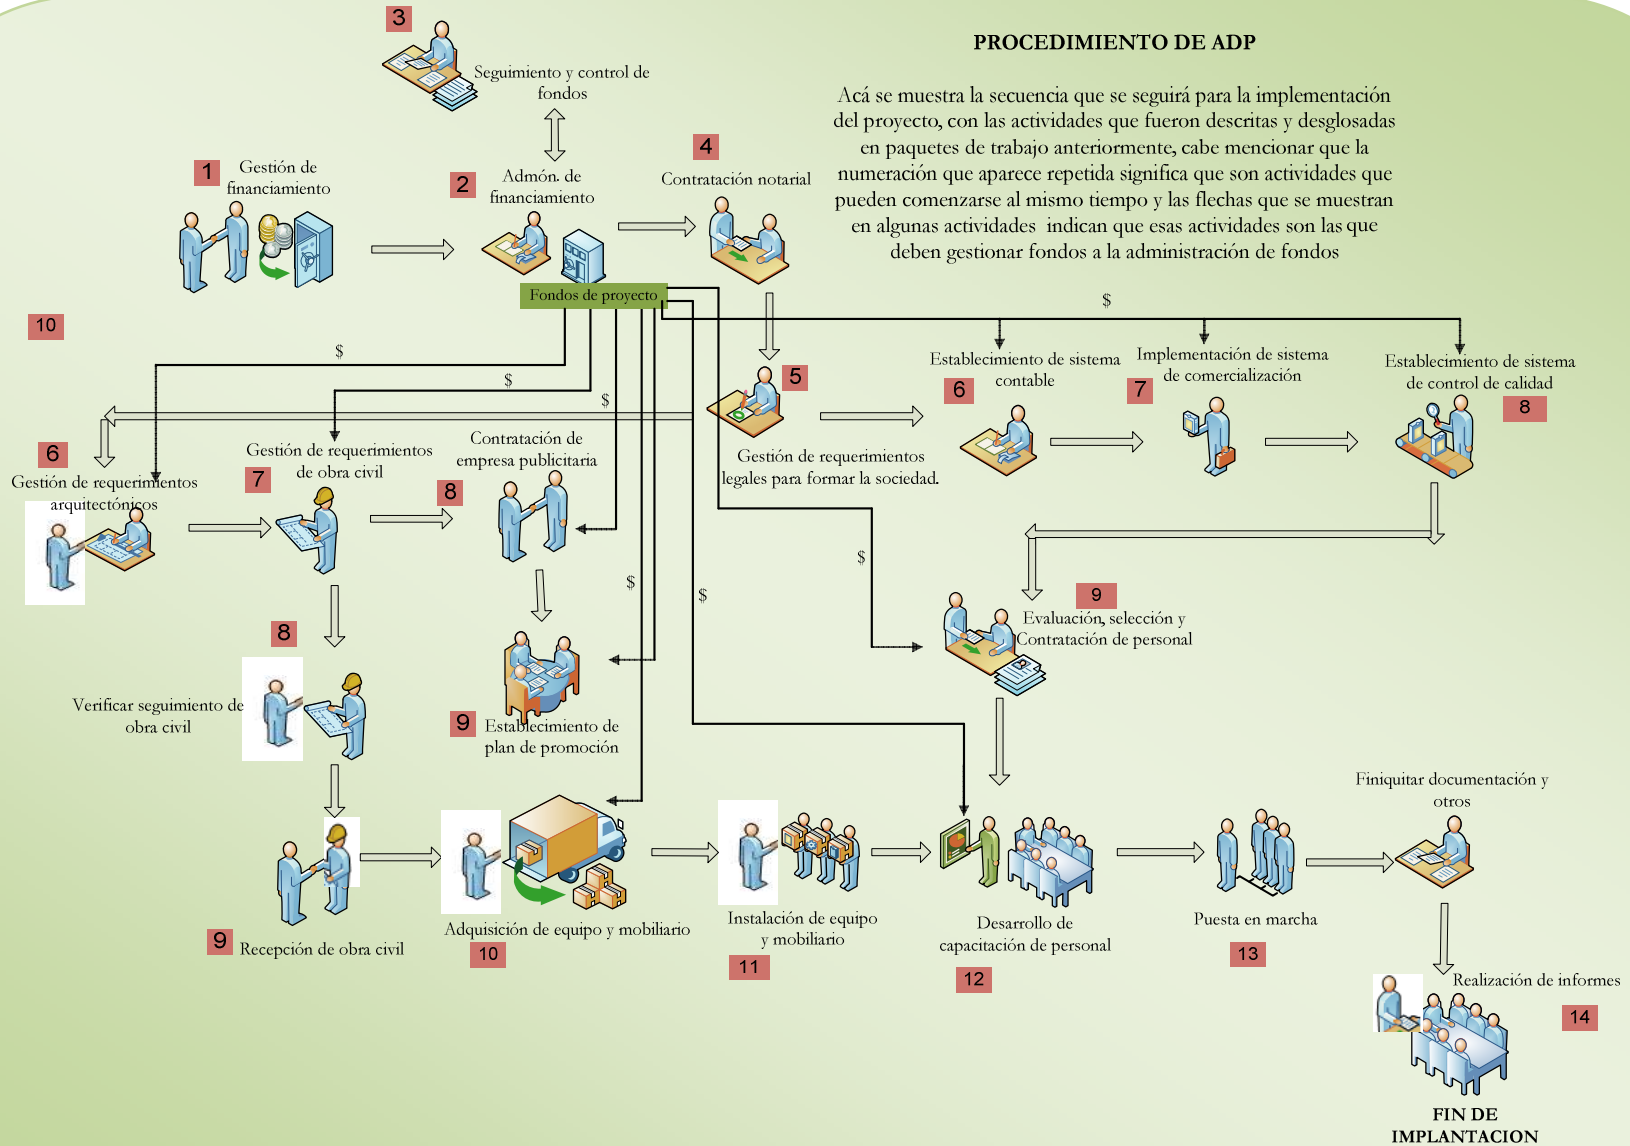 PROCEDIMIENTO DE ADP
Acá se muestra la secuencia que se seguirá para la implementación
del proyecto, con las actividades que fueron descritas y desglosadas
en paquetes de trabajo anteriormente, cabe mencionar que la
numeración que aparece repetida significa que son actividades que
pueden comenzarse al mismo tiempo y las flechas que se muestran
en algunas actividades indican que esas actividades son las que
deben gestionar fondos a la administración de fondos
3
Seguimiento y control de
fondos
1
Gestión de
financiamiento
2
Admón. de
financiamiento
4
Contratación notarial
Fondos de proyecto
10
$
$
$
$
$
$
$
5
Gestión de requerimientos
legales para formar la sociedad.
Establecimiento de sistema
contable
6
Implementación de sistema
de comercialización
7
Establecimiento de sistema
de control de calidad
8
6
Gestión de requerimientos
arquitectónicos
Gestión de requerimientos
de obra civil
7
Contratación de
empresa publicitaria
8
9
Evaluación, selección y
Contratación de personal
8
Verificar seguimiento de
obra civil
9
Establecimiento de
plan de promoción
9
Recepción de obra civil
Adquisición de equipo y mobiliario
10
Instalación de equipo
y mobiliario
11
Desarrollo de
capacitación de personal
12
Puesta en marcha
13
Finiquitar documentación y
otros
Realización de informes
14
FIN DE
IMPLANTACION